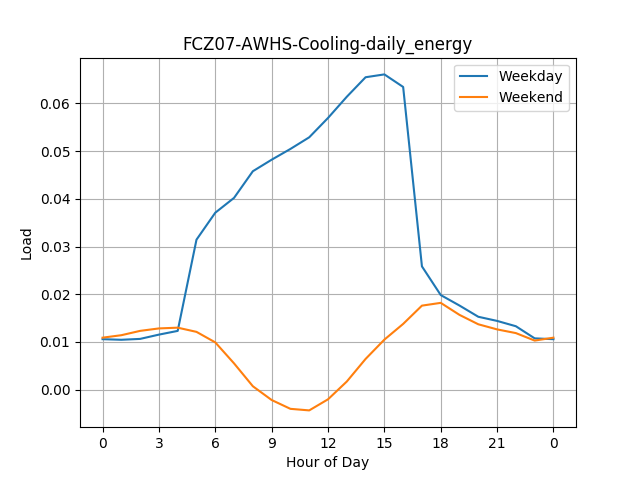 FCZ07-AWHS-Cooling-daily_energy
Weekday
Weekend
0.06
0.05
0.04
0.03
0.02
0.01
0.00
Load
0 3 6 9 12 15 18 21 0
Hour of Day